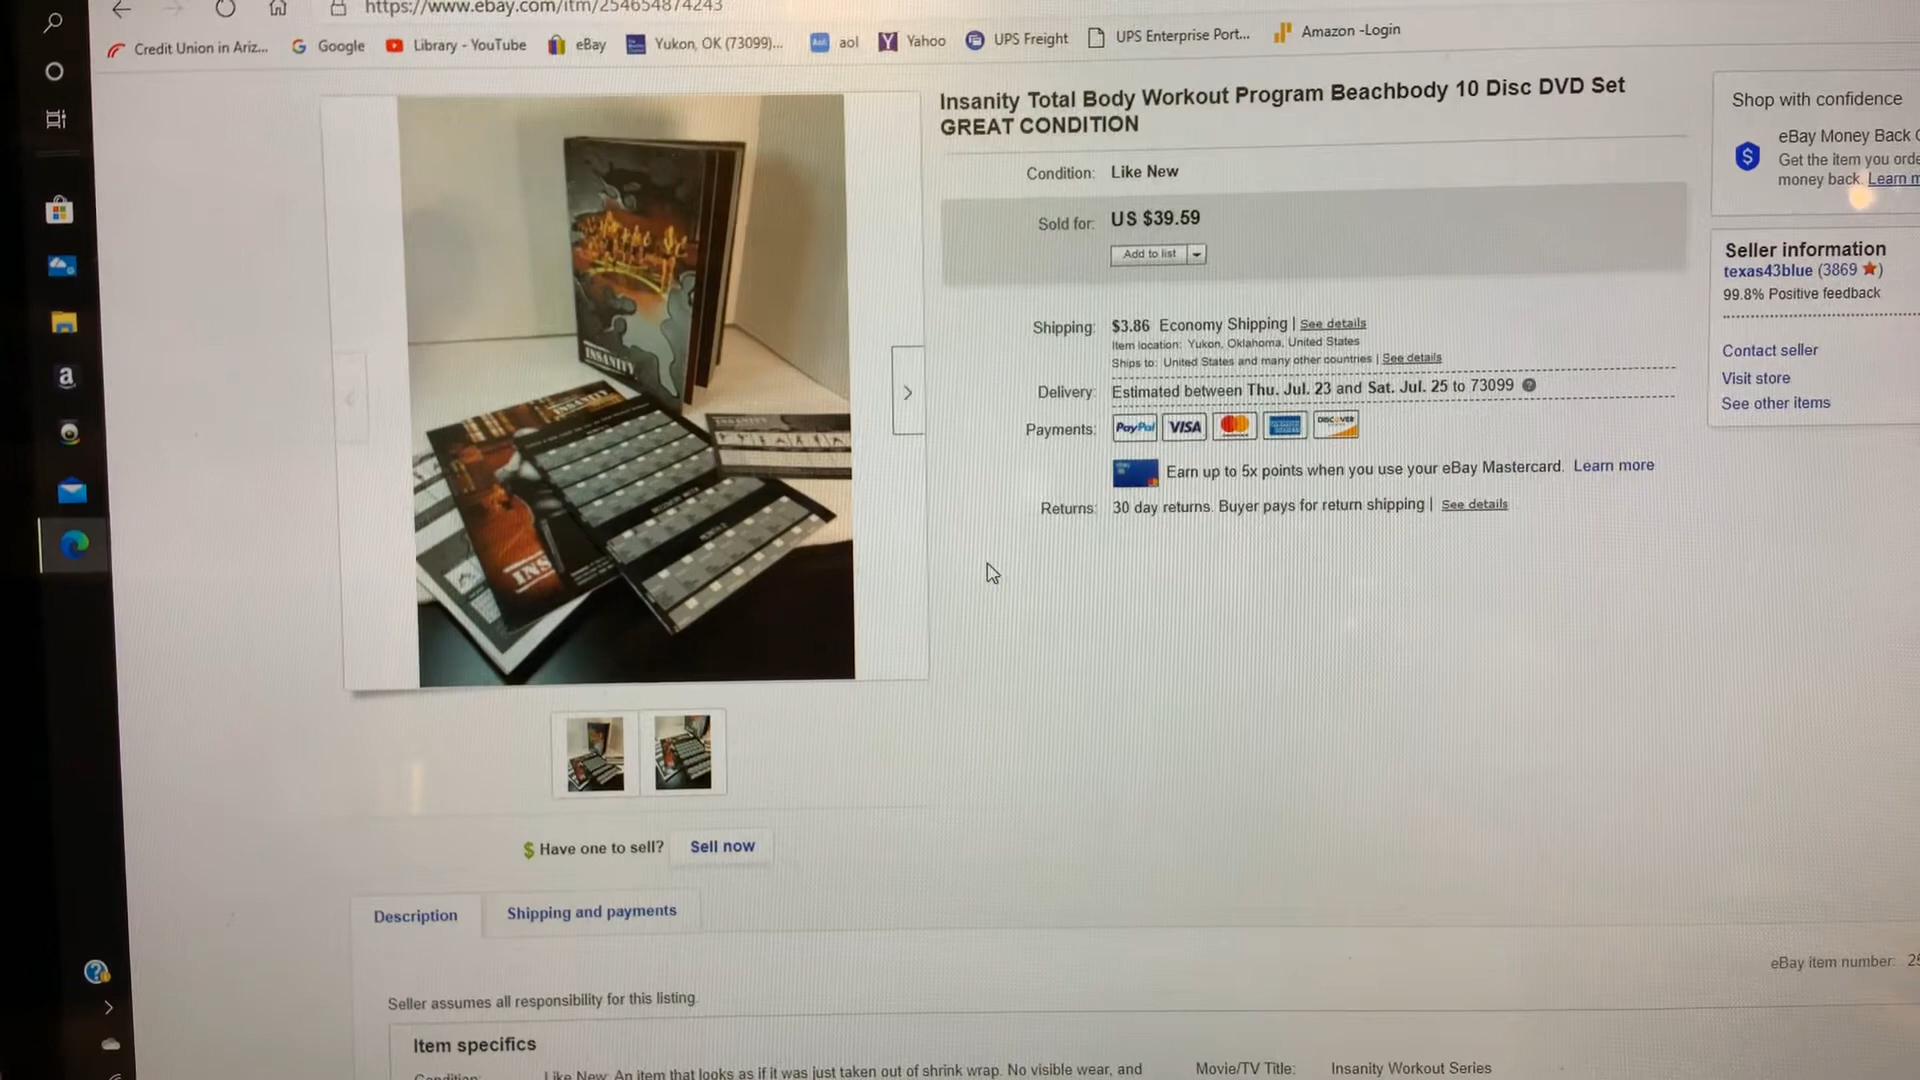 https://www.ebay.com/itm/254654874243
Credit Union in Ariz...
Google
Library - YouTube
eBay
Yukon, OK (73099)...
aol
Yahoo
UPS Freight
UPS Enterprise Port...
Amazon -Login
Insanity Total Body Workout Program Beachbody 10 Disc DVD Set
GREAT CONDITION
Condition: Like New
Sold for: US $39.59
Add to list
Shipping: $3.86 Economy Shipping | See details
Item location: Yukon, Oklahoma, United States
Ships to: United States and many other countries | See details
Delivery: Estimated between Thu. Jul. 23 and Sat. Jul. 25 to 73099
Payments: PayPal VISA DISCOVER
Earn up to 5x points when you use your eBay Mastercard. Learn more
Returns: 30 day returns. Buyer pays for return shipping | See details
Shop with confidence
eBay Money Back
Get the item you
money back. Learn
Seller information
texas43blue (3869)
99.8% Positive feedback
Contact seller
Visit store
See other items
INSANITY
INSANITY
INS
$ Have one to sell? Sell now
Description
Shipping and payments
eBay item number:
Seller assumes all responsibility for this listing.
Item specifics
Condition:
Like New: An item that looks as if it was just taken out of shrink wrap. No visible wear, and
Movie/TV Title: Insanity Workout Series